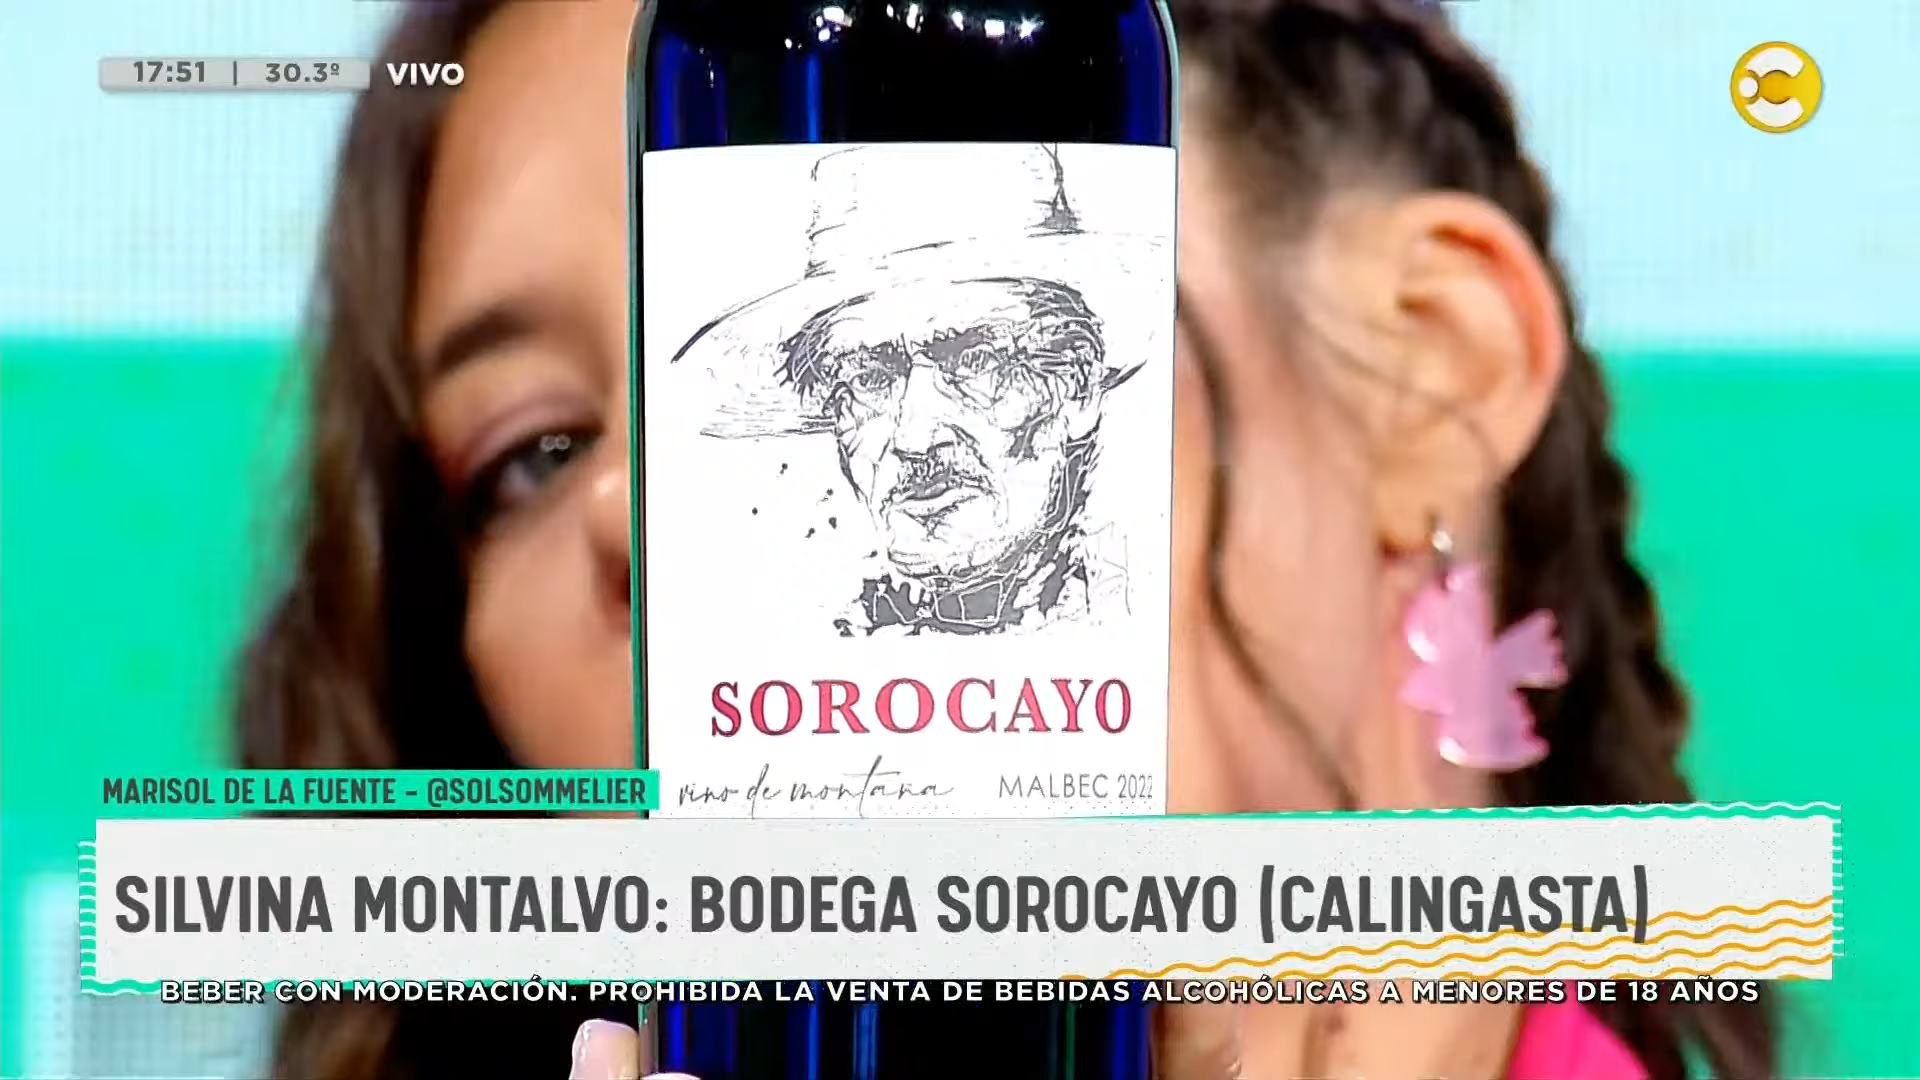 17:51 | 30.3º VIVO
SOROCAYO
vino de montaña MALBEC 2022
MARISOL DE LA FUENTE - @SOLSOMMELIER
SILVINA MONTALVO: BODEGA SOROCAYO (CALINGASTA)
BEBER CON MODERACIÓN. PROHIBIDA LA VENTA DE BEBIDAS ALCOHÓLICAS A MENORES DE 18 AÑOS